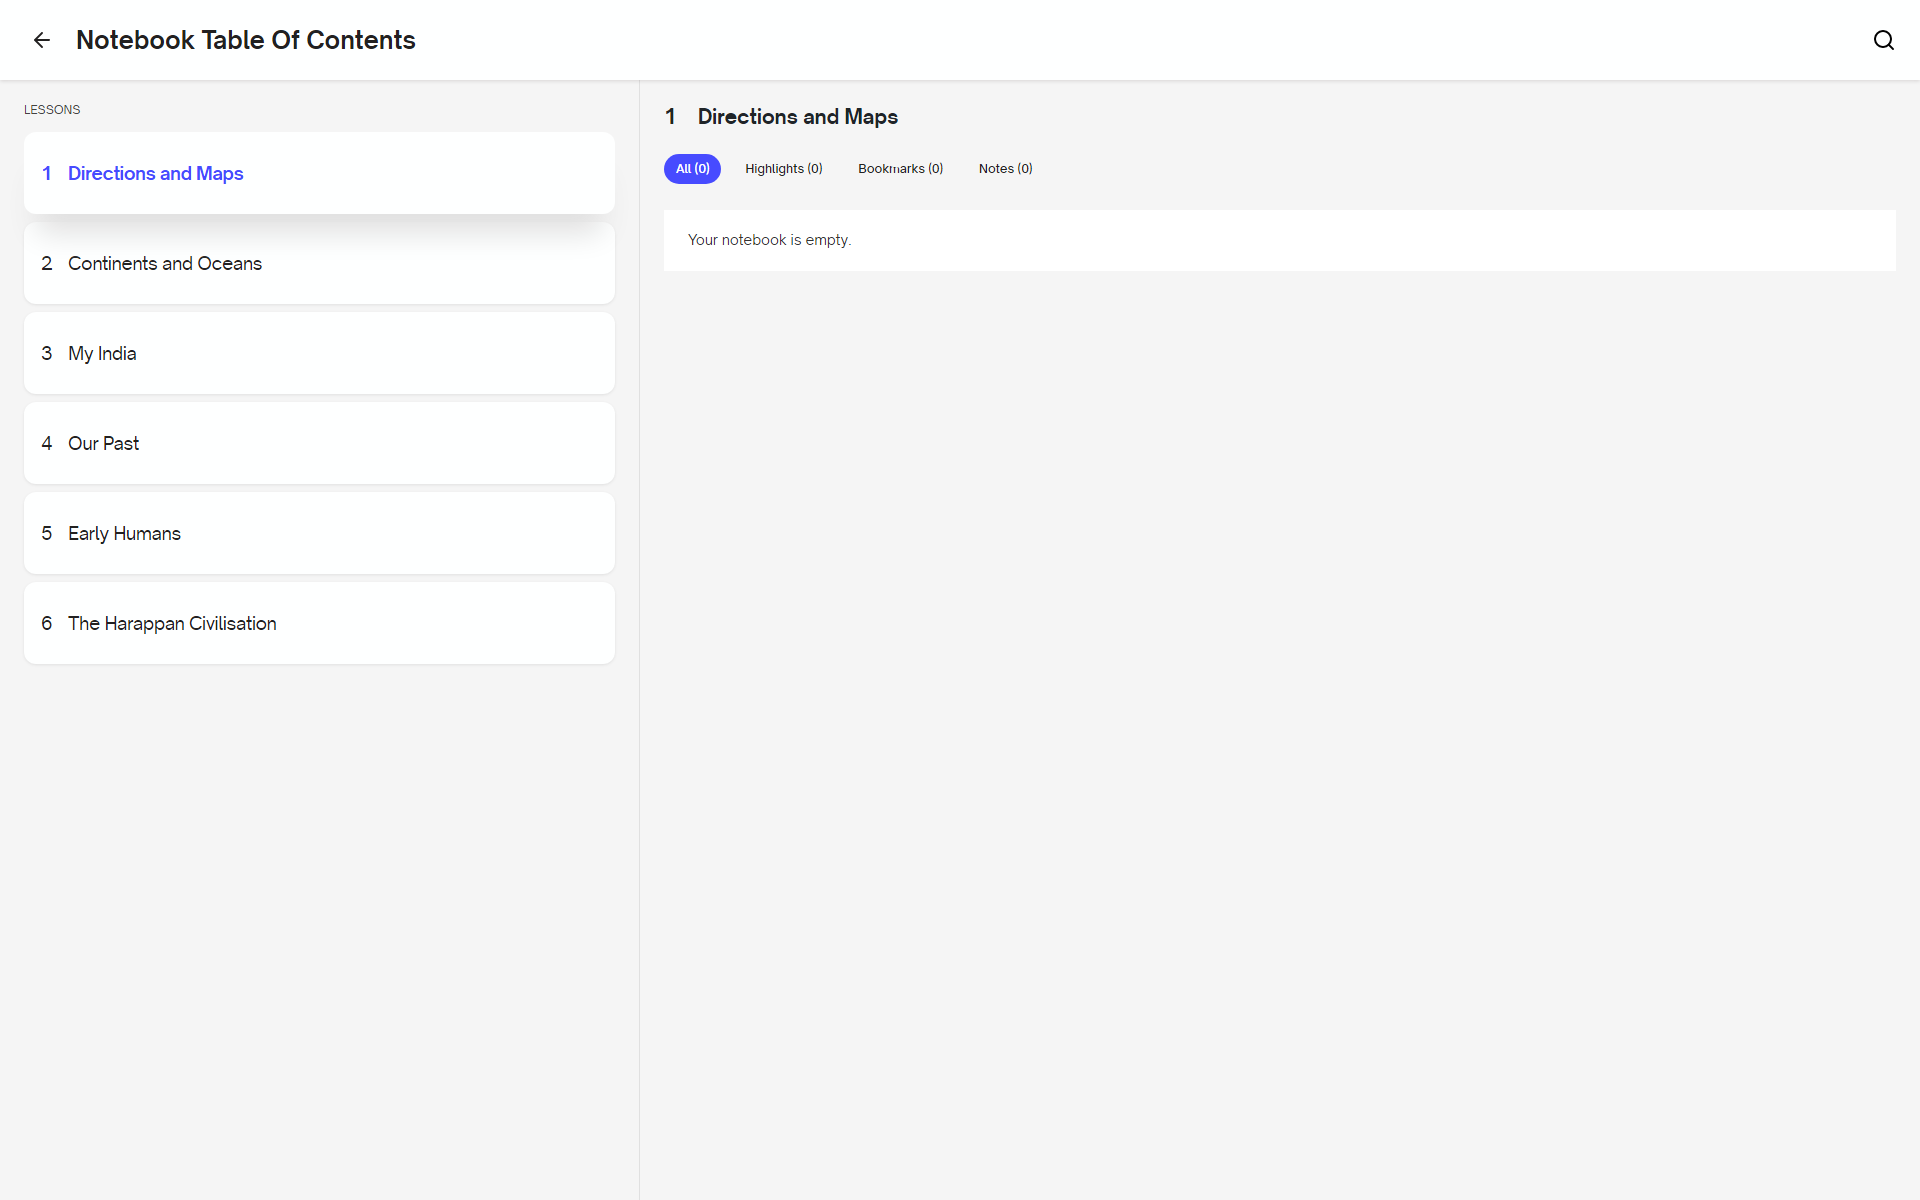 Notebook Table Of Contents
LESSONS
1 Directions and Maps
2 Continents and Oceans
3 My India
4 Our Past
5 Early Humans
6 The Harappan Civilisation
1 Directions and Maps
All (0) Highlights (0) Bookmarks (0) Notes (0)
Your notebook is empty.